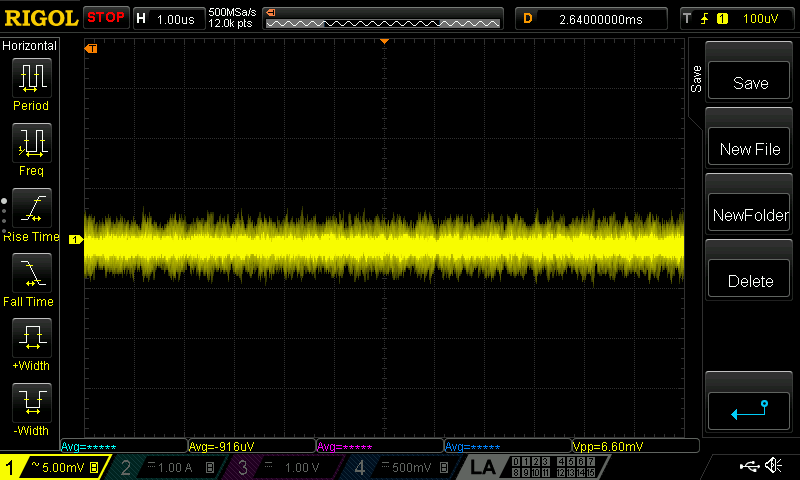 RIGOL STOP H 1.00us 500MSa/s 12.0k pts D 2.64000000ms T 1 100uV
Horizontal
Period
Freq
Rise Time
Fall Time
+Width
-Width
T
1
Save
Save
New File
NewFolder
Delete
Avg=***** Avg=-916uV Avg=***** Avg=***** Vpp=6.60mV
1 ~ 5.00mV B 2 1.00 A B 3 1.00 V 4 500mV B LA 0 1 2 3 4 5 6 7
8 9 10 11 12 13 14 15